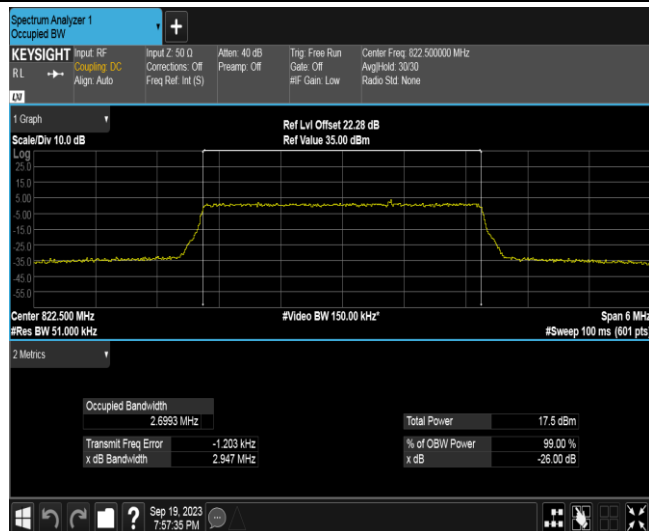 Spectrum Analyzer 1
Occupied BW
+
KEYSIGHT
RL
Input: RF
Coupling: DC
Align: Auto
Input Z: 50 Ω
Corrections: Off
Freq Ref: Int (S)
Atten: 40 dB
Preamp: Off
Trig: Free Run
Gate: Off
#IF Gain: Low
Center Freq: 822.500000 MHz
Avg|Hold: 30/30
Radio Std: None
1 Graph
Scale/Div 10.0 dB
Ref Lvl Offset 22.28 dB
Ref Value 35.00 dBm
Log
25.0
15.0
5.00
-5.00
-15.0
-25.0
-35.0
-45.0
-55.0
Center 822.500 MHz
#Video BW 150.00 kHz*
Span 6 MHz
#Res BW 51.000 kHz
#Sweep 100 ms (601 pts)
2 Metrics
Occupied Bandwidth
2.6993 MHz
Total Power 17.5 dBm
Transmit Freq Error -1.203 kHz
% of OBW Power 99.00 %
x dB Bandwidth 2.947 MHz
x dB -26.00 dB
?
Sep 19, 2023
7:57:35 PM